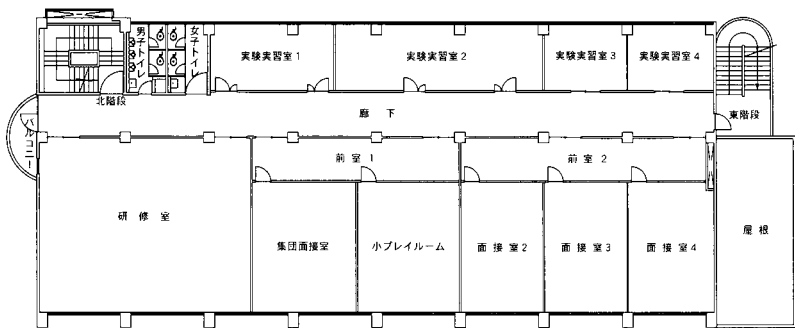 男子トイレ
女子トイレ
実験実習室1
実験実習室2
実験実習室3
実験実習室4
北階段
廊下
東階段
バルコニー
前室1
前室2
研修室
集団面接室
小プレイルーム
面接室2
面接室3
面接室4
屋根